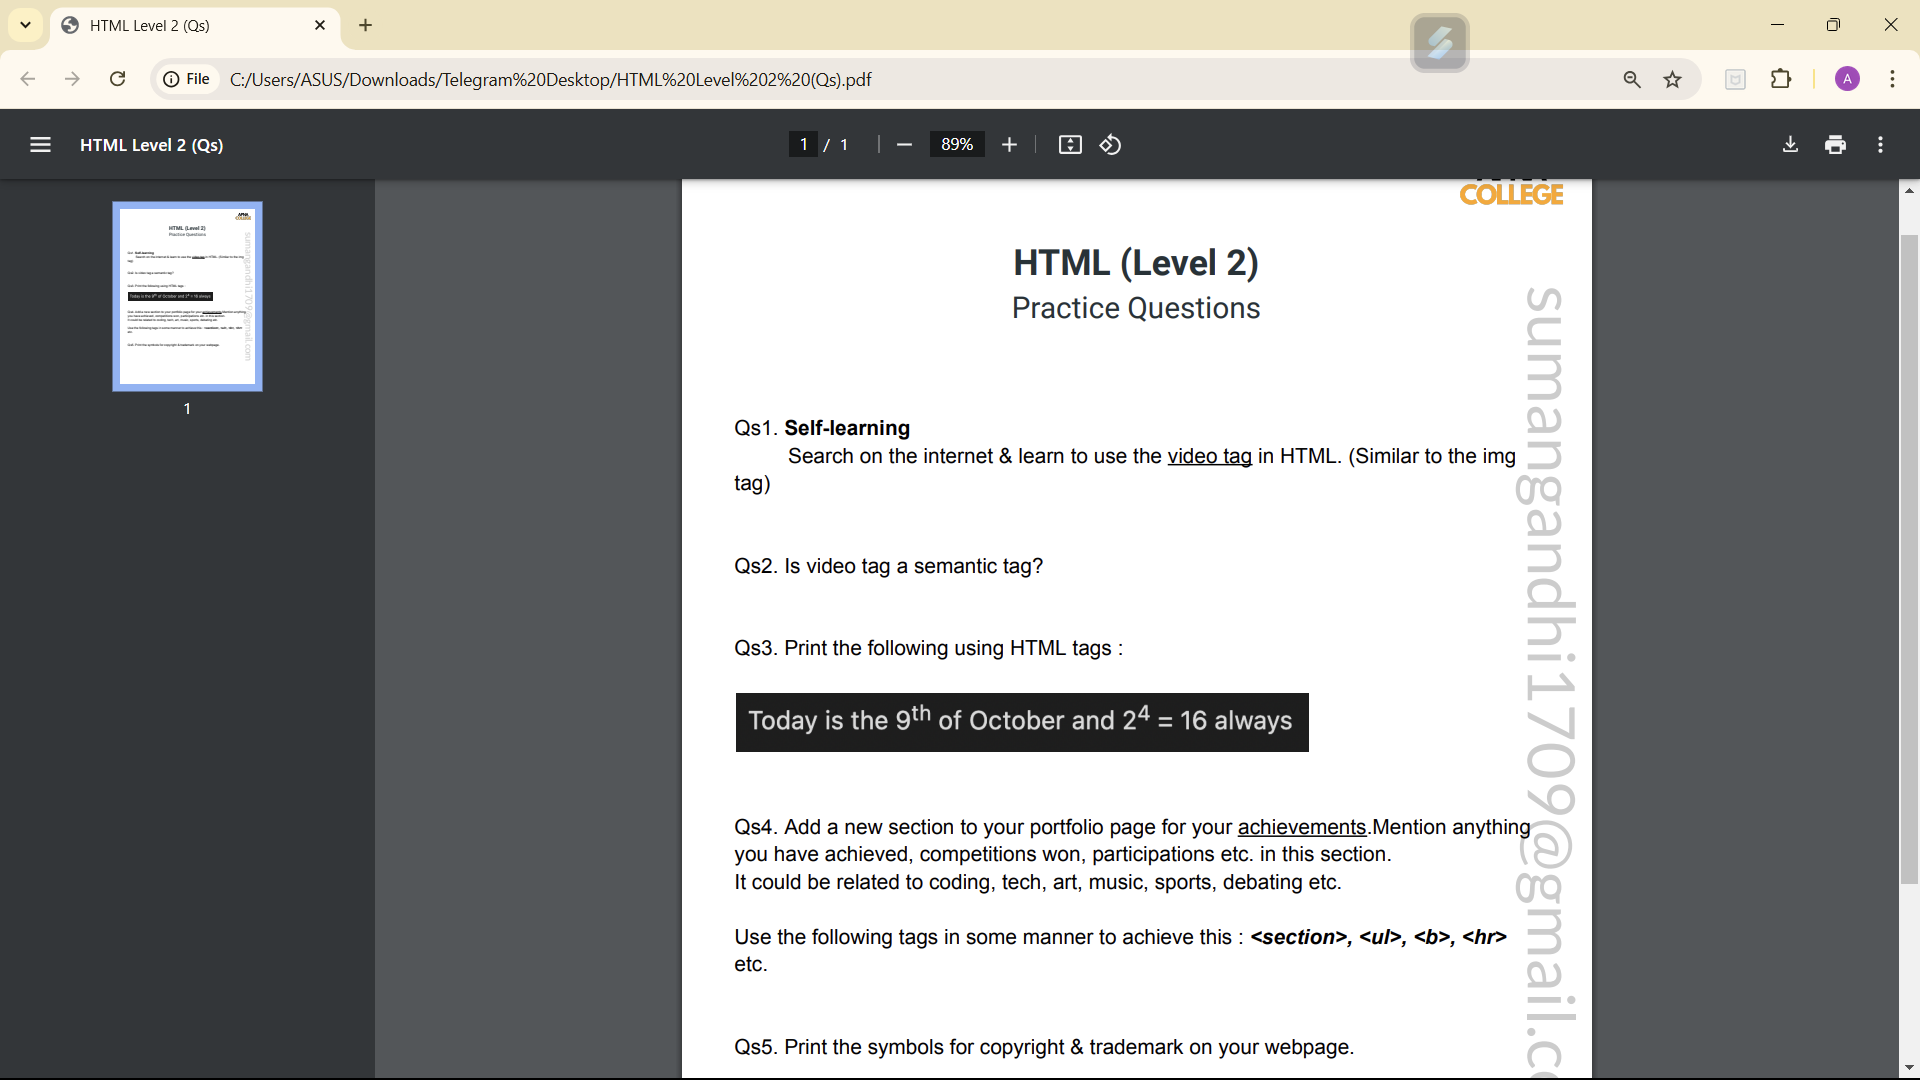 HTML Level 2 (Qs)
File
C:/Users/ASUS/Downloads/Telegram%20Desktop/HTML%20Level%202%20(Qs).pdf
A
HTML Level 2 (Qs)
1 / 1
89%
1
COLLEGE
HTML (Level 2)
Practice Questions
Qs1. Self-learning
Search on the internet & learn to use the video tag in HTML. (Similar to the img
tag)
Qs2. Is video tag a semantic tag?
Qs3. Print the following using HTML tags :
Today is the 9th of October and 2⁴ = 16 always
Qs4. Add a new section to your portfolio page for your achievements.Mention anything
you have achieved, competitions won, participations etc. in this section.
It could be related to coding, tech, art, music, sports, debating etc.
Use the following tags in some manner to achieve this : <section>, <ul>, <b>, <hr>
etc.
Qs5. Print the symbols for copyright & trademark on your webpage.
sumangandhi1709@gmail.c